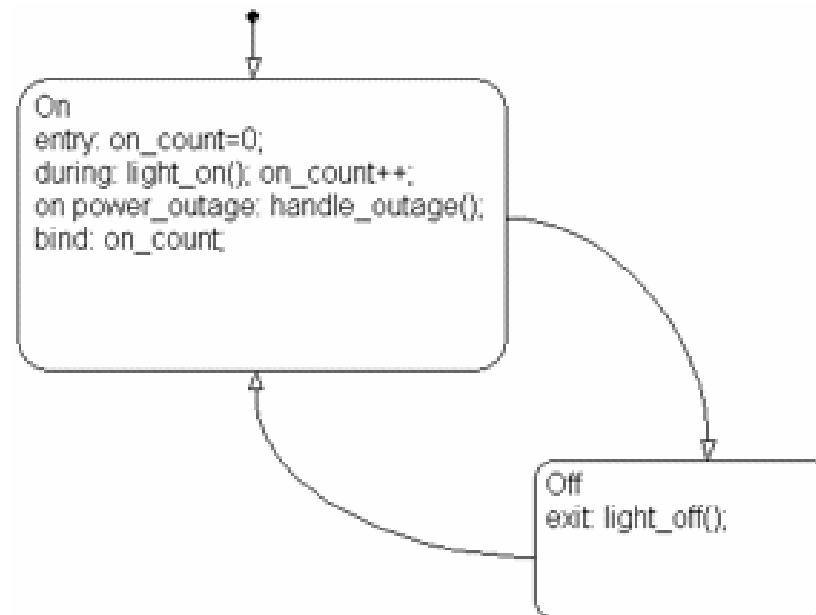 On
entry: on_count=0;
during: light_on(); on_count++;
on power_outage: handle_outage();
bind: on_count;
Off
exit: light_off();